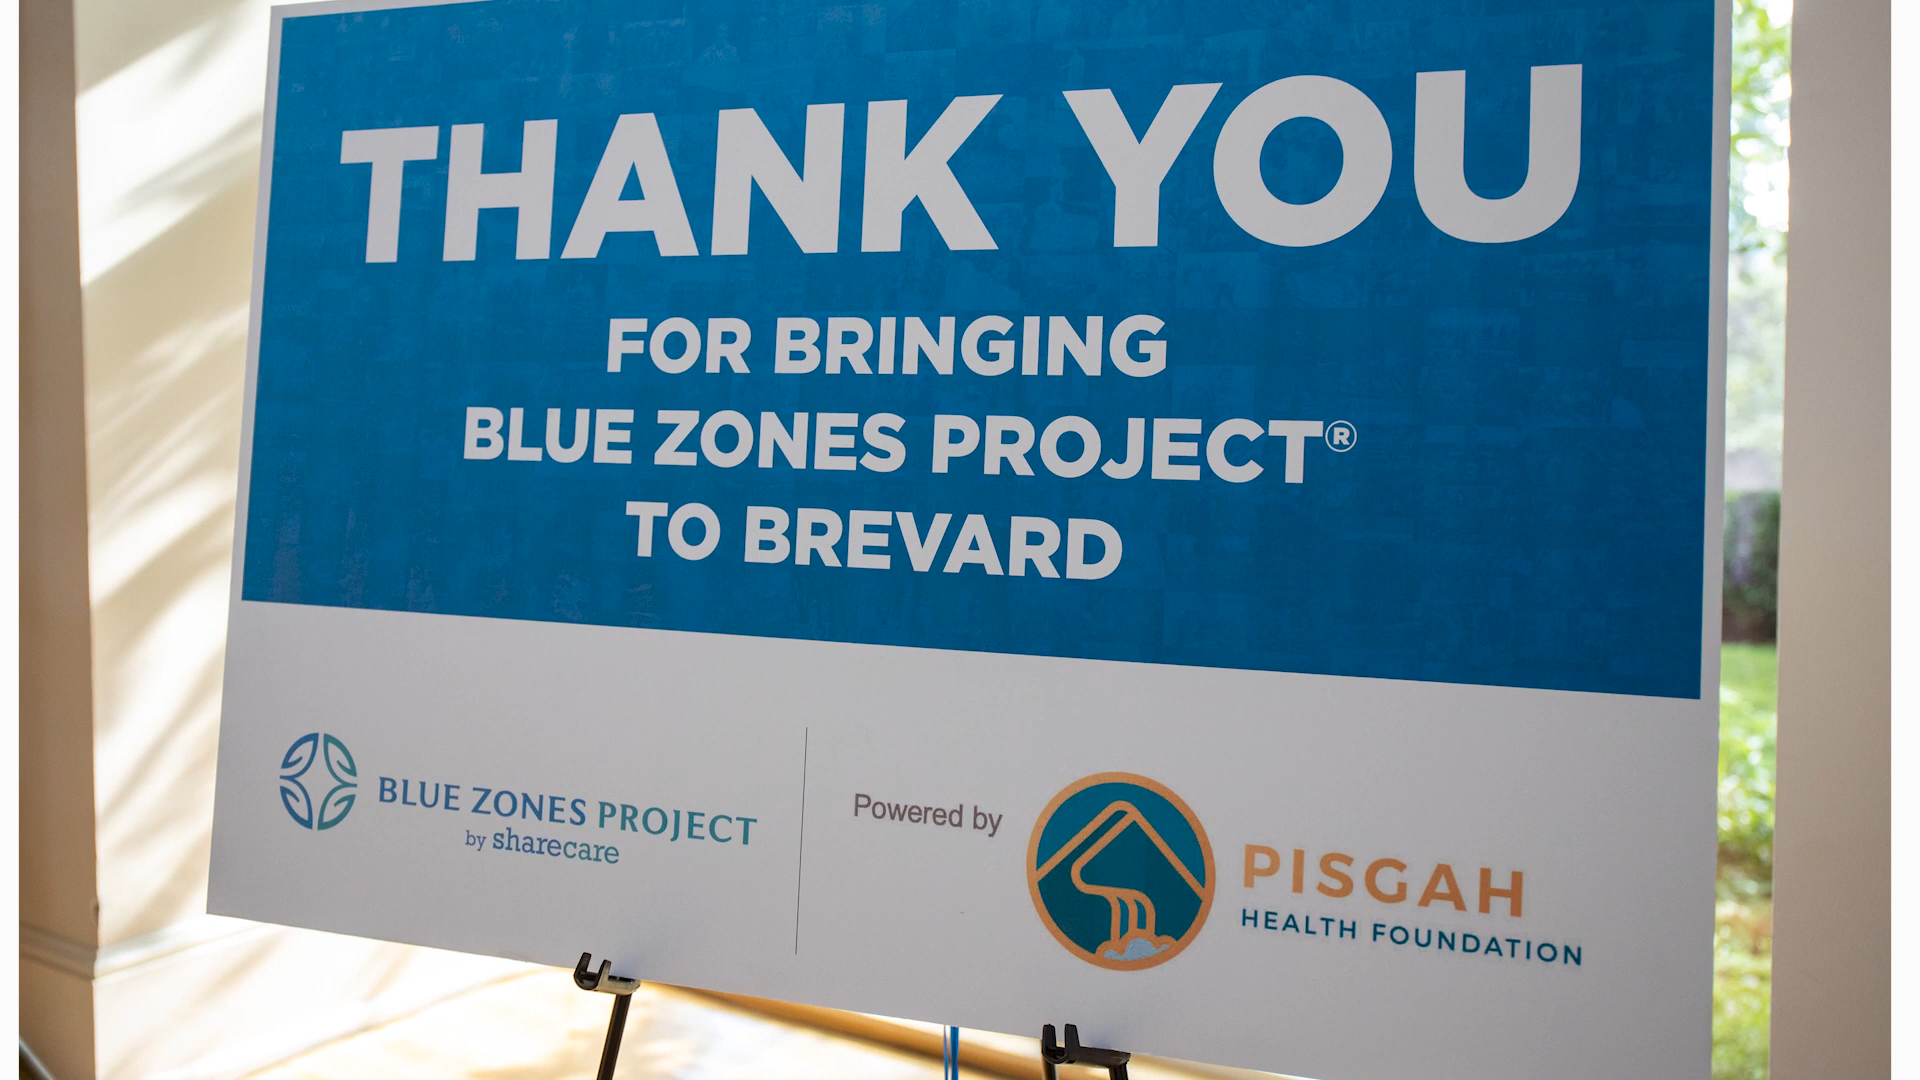 THANK YOU
FOR BRINGING
BLUE ZONES PROJECT®
TO BREVARD
BLUE ZONES PROJECT
by sharecare
Powered by
PISGAH
HEALTH FOUNDATION